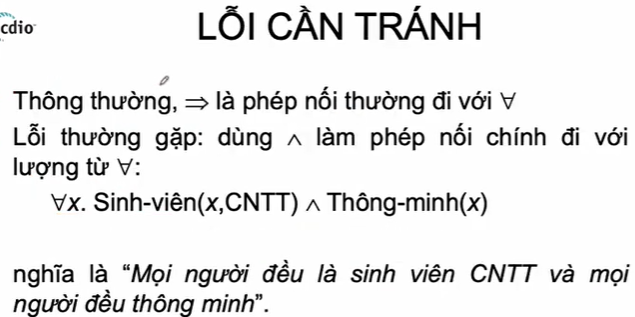 cdio
LỖI CẦN TRÁNH
Thông thường, ⇒ là phép nối thường đi với ∀
Lỗi thường gặp: dùng ∧ làm phép nối chính đi với
lượng từ ∀:
∀x. Sinh-viên(x,CNTT) ∧ Thông-minh(x)
nghĩa là “Mọi người đều là sinh viên CNTT và mọi
người đều thông minh”.